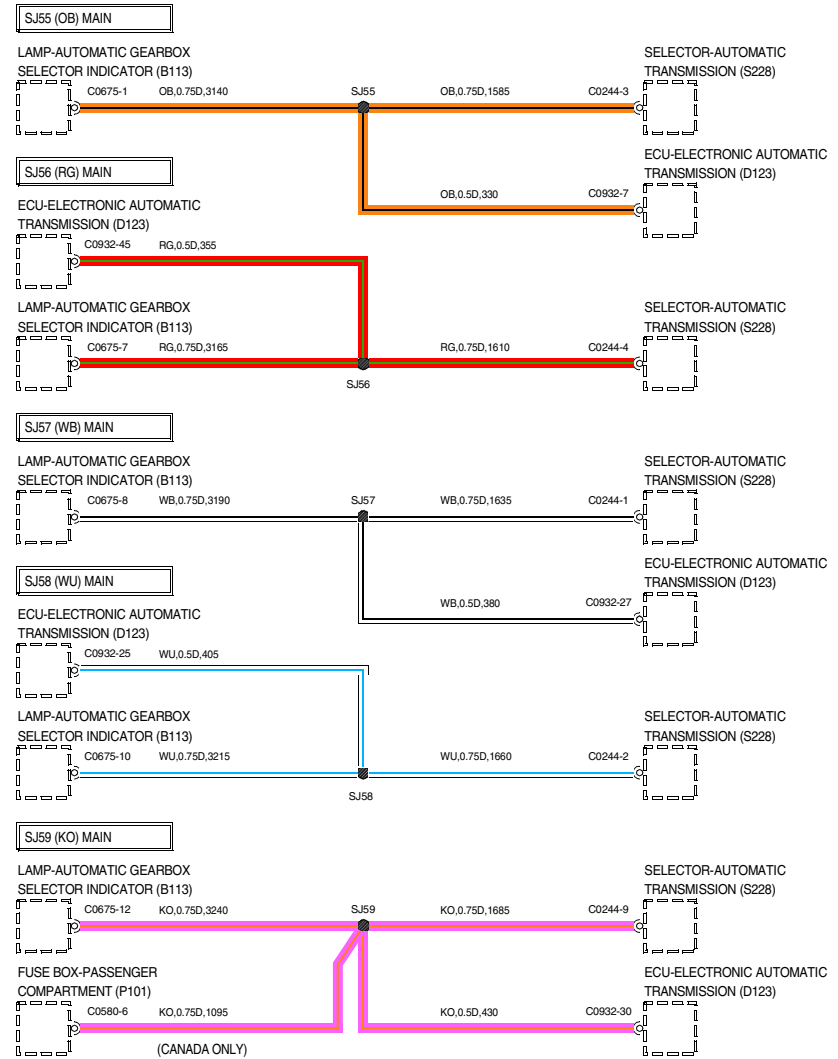 SJ55 (OB) MAIN
LAMP-AUTOMATIC GEARBOX
SELECTOR INDICATOR (B113)
SELECTOR-AUTOMATIC
TRANSMISSION (S228)
C0675-1
OB,0.75D,3140
SJ55
OB,0.75D,1585
C0244-3
ECU-ELECTRONIC AUTOMATIC
TRANSMISSION (D123)
OB,0.5D,330
C0932-7
SJ56 (RG) MAIN
ECU-ELECTRONIC AUTOMATIC
TRANSMISSION (D123)
C0932-45
RG,0.5D,355
LAMP-AUTOMATIC GEARBOX
SELECTOR INDICATOR (B113)
SELECTOR-AUTOMATIC
TRANSMISSION (S228)
C0675-7
RG,0.75D,3165
RG,0.75D,1610
C0244-4
SJ56
SJ57 (WB) MAIN
LAMP-AUTOMATIC GEARBOX
SELECTOR INDICATOR (B113)
SELECTOR-AUTOMATIC
TRANSMISSION (S228)
C0675-8
WB,0.75D,3190
SJ57
WB,0.75D,1635
C0244-1
ECU-ELECTRONIC AUTOMATIC
TRANSMISSION (D123)
WB,0.5D,380
C0932-27
SJ58 (WU) MAIN
ECU-ELECTRONIC AUTOMATIC
TRANSMISSION (D123)
C0932-25
WU,0.5D,405
LAMP-AUTOMATIC GEARBOX
SELECTOR INDICATOR (B113)
SELECTOR-AUTOMATIC
TRANSMISSION (S228)
C0675-10
WU,0.75D,3215
WU,0.75D,1660
C0244-2
SJ58
SJ59 (KO) MAIN
LAMP-AUTOMATIC GEARBOX
SELECTOR INDICATOR (B113)
SELECTOR-AUTOMATIC
TRANSMISSION (S228)
C0675-12
KO,0.75D,3240
SJ59
KO,0.75D,1685
C0244-9
FUSE BOX-PASSENGER
COMPARTMENT (P101)
ECU-ELECTRONIC AUTOMATIC
TRANSMISSION (D123)
C0580-6
KO,0.75D,1095
KO,0.5D,430
C0932-30
(CANADA ONLY)